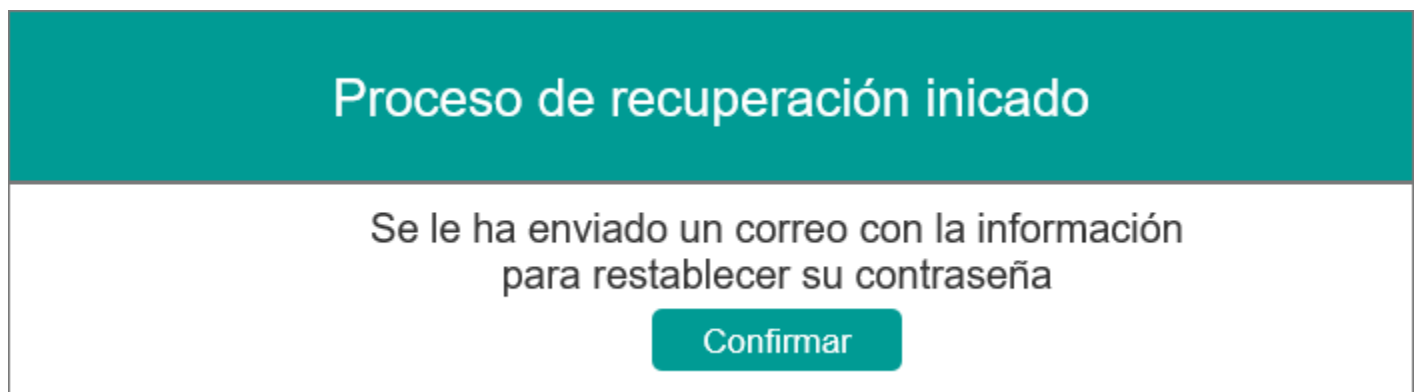 Proceso de recuperación inicado
Se le ha enviado un correo con la información
para restablecer su contraseña
Confirmar